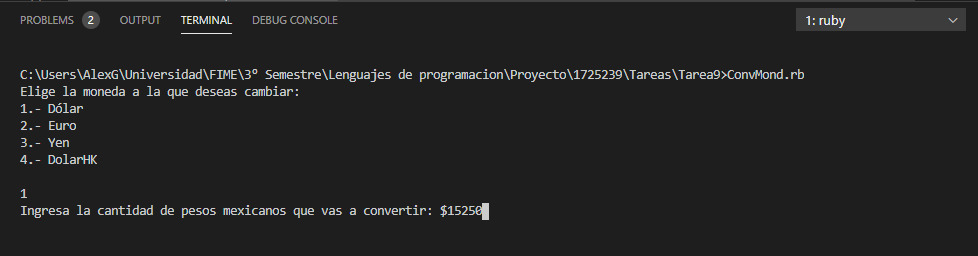 PROBLEMS 2 OUTPUT TERMINAL DEBUG CONSOLE 1: ruby
C:\Users\AlexG\Universidad\FIME\3º Semestre\Lenguajes de programacion\Proyecto\1725239\Tareas\Tarea9>ConvMond.rb
Elige la moneda a la que deseas cambiar:
1.- Dólar
2.- Euro
3.- Yen
4.- DolarHK
1
Ingresa la cantidad de pesos mexicanos que vas a convertir: $15250